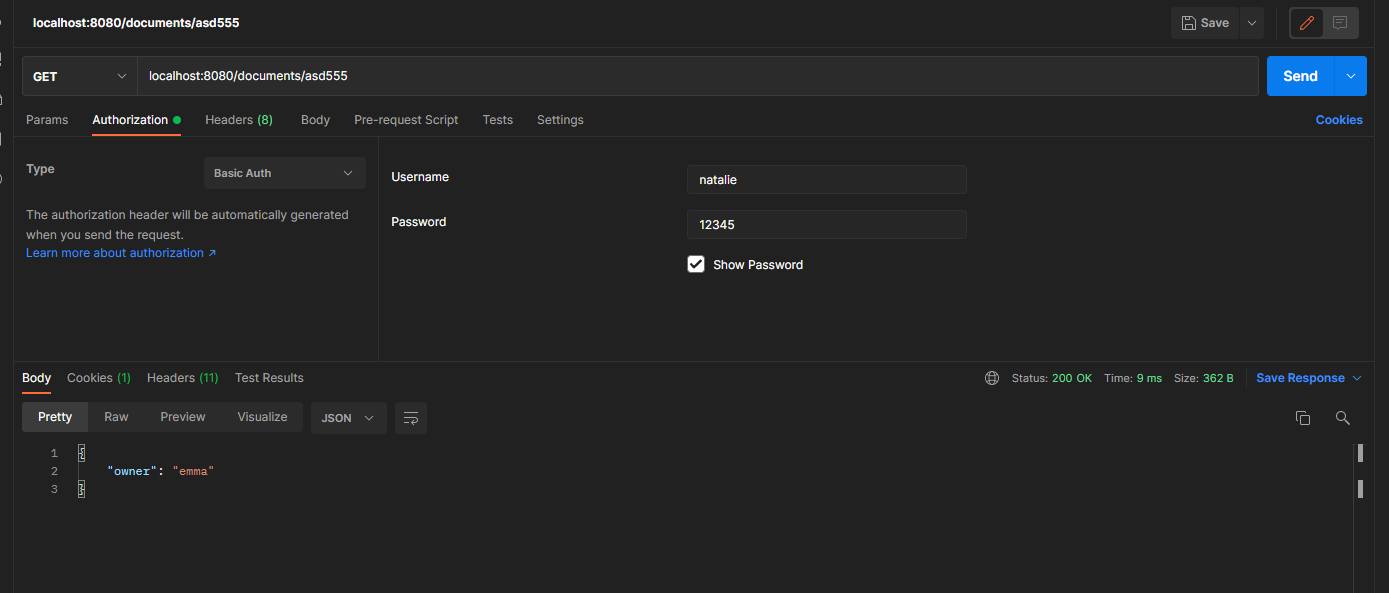 localhost:8080/documents/asd555
Save
GET
localhost:8080/documents/asd555
Send
Params Authorization Headers (8) Body Pre-request Script Tests Settings Cookies
Type
Basic Auth
The authorization header will be automatically generated
when you send the request.
Learn more about authorization ↗
Username
natalie
Password
12345
Show Password
Body Cookies (1) Headers (11) Test Results Status: 200 OK Time: 9 ms Size: 362 B Save Response
Pretty Raw Preview Visualize JSON
1 {
2 "owner": "emma"
3 }